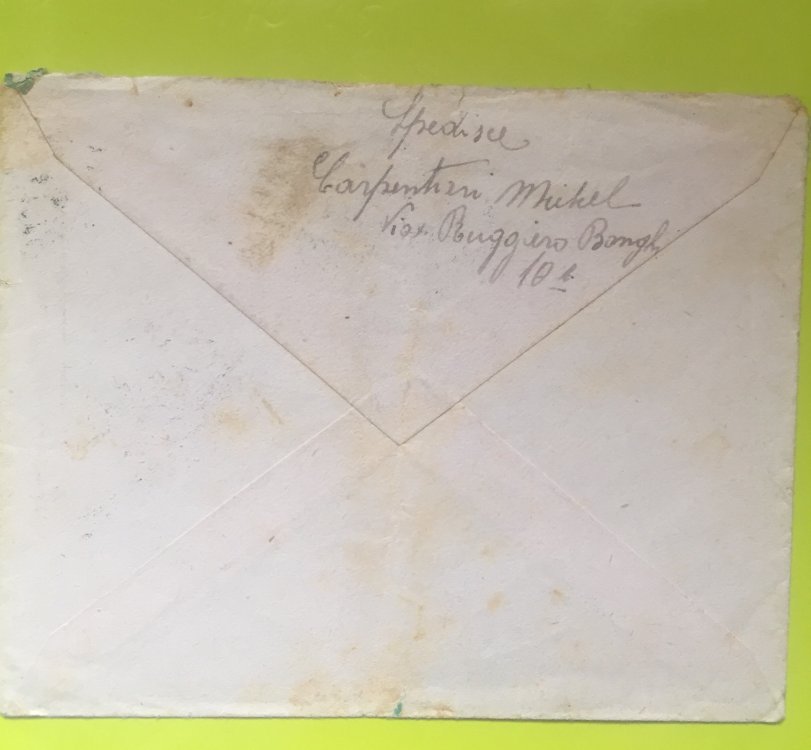 Spedisce
Carpentieri Michel
Via Ruggiero Bonghi
10 b